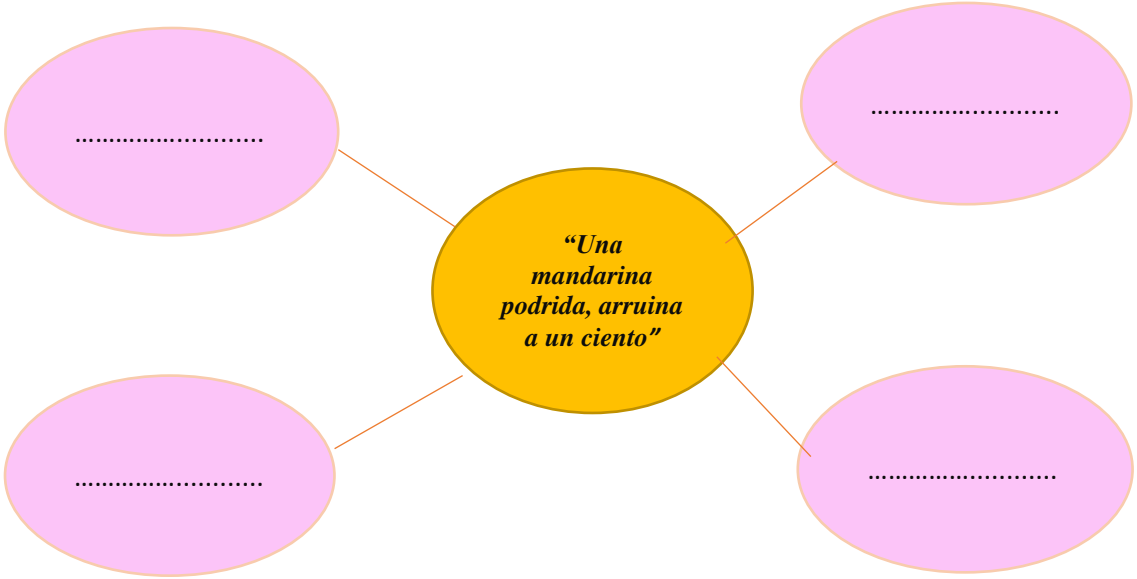 ………………………
………………………
“Una
mandarina
podrida, arruina
a un ciento”
………………………
………………………